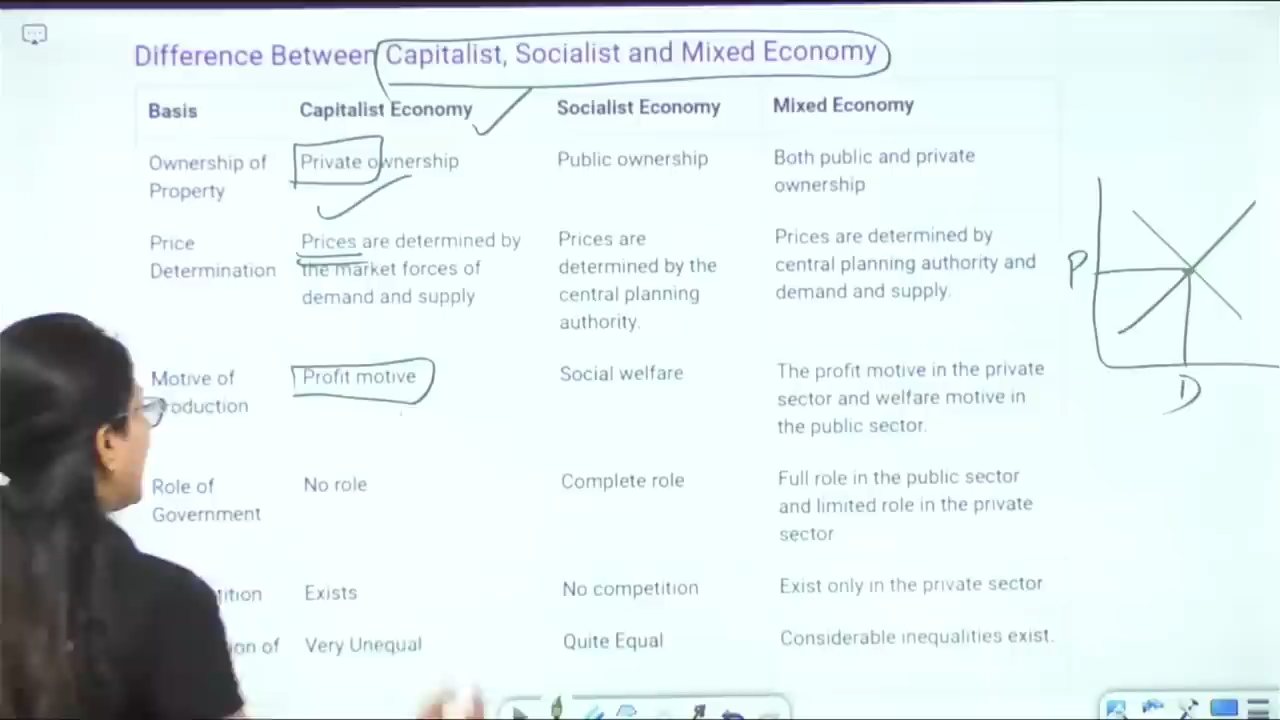 Difference Between Capitalist, Socialist and Mixed Economy
Basis Capitalist Economy Socialist Economy Mixed Economy
Ownership of Property Private ownership Public ownership Both public and private ownership
Price Determination Prices are determined by the market forces of demand and supply Prices are determined by the central planning authority. Prices are determined by central planning authority and demand and supply.
Motive of roduction Profit motive Social welfare The profit motive in the private sector and welfare motive in the public sector.
Role of Government No role Complete role Full role in the public sector and limited role in the private sector
tition Exists No competition Exist only in the private sector
on of Very Unequal Quite Equal Considerable inequalities exist.
P
D